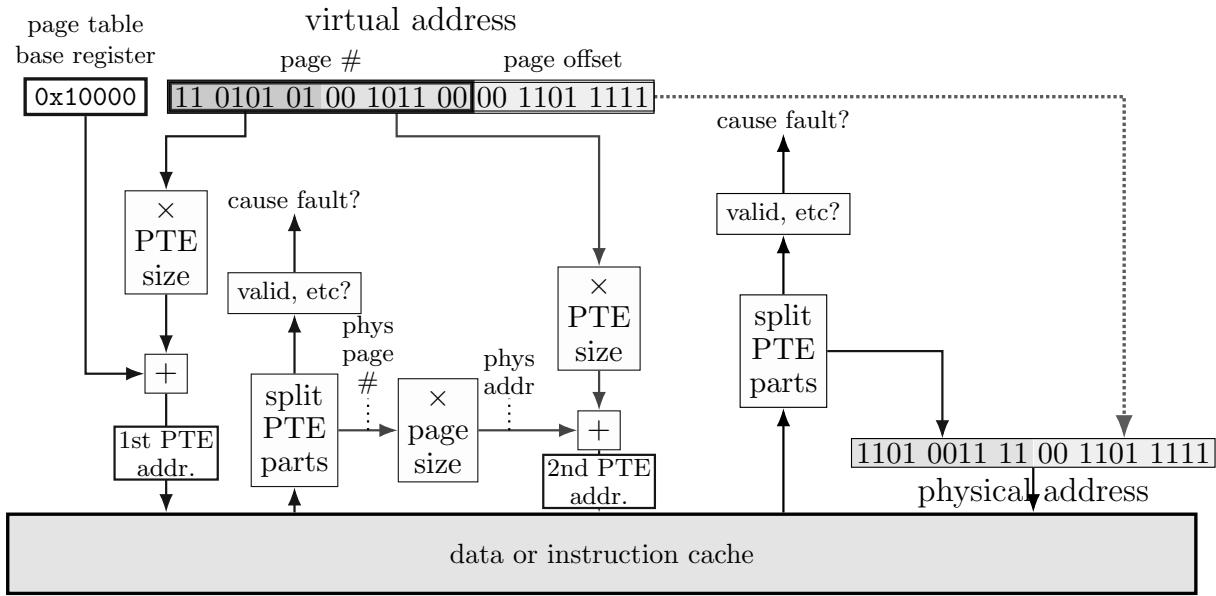 virtual address
page table
base register
page #
page offset
0x10000
11 0101 01 00 1011 00 00 1101 1111
cause fault?
valid, etc?
×
PTE
size
cause fault?
valid, etc?
×
PTE
size
split
PTE
parts
phys
page
#
phys
addr
+
split
PTE
parts
×
page
size
+
1st PTE
addr.
2nd PTE
addr.
1101 0011 11 00 1101 1111
physical address
data or instruction cache